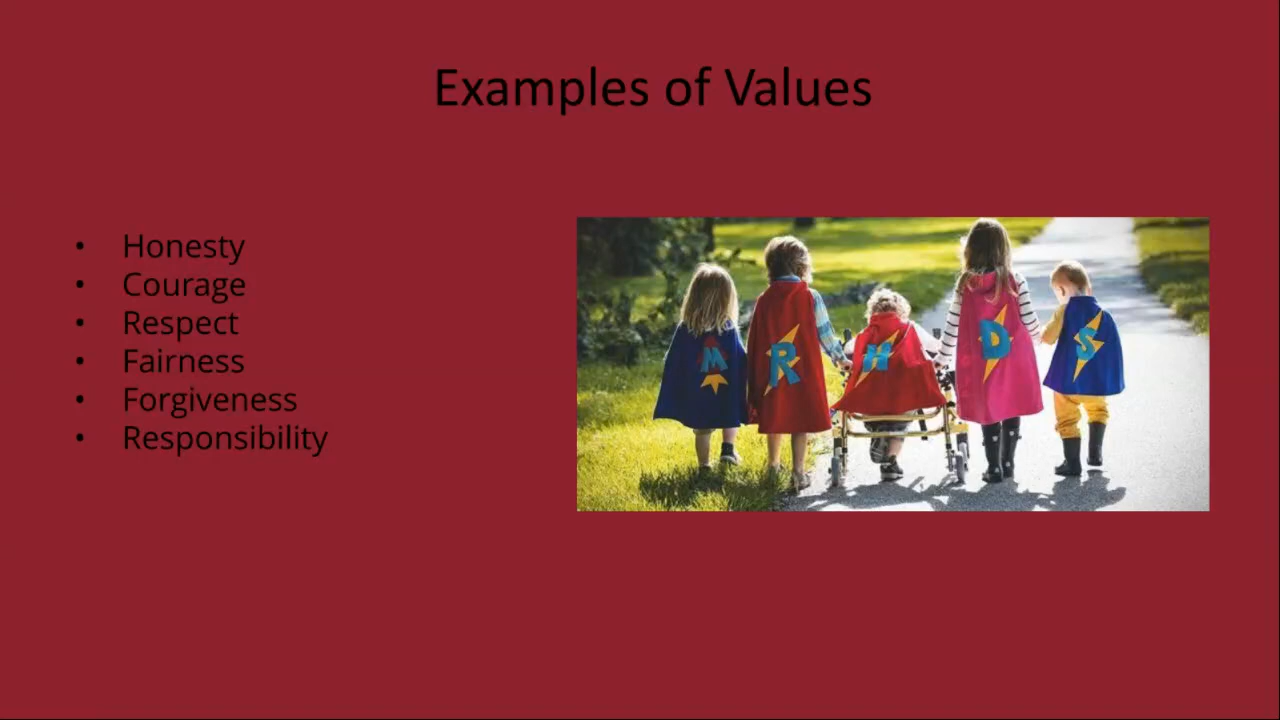 Examples of Values
• Honesty
• Courage
• Respect
• Fairness
• Forgiveness
• Responsibility
M R H D S